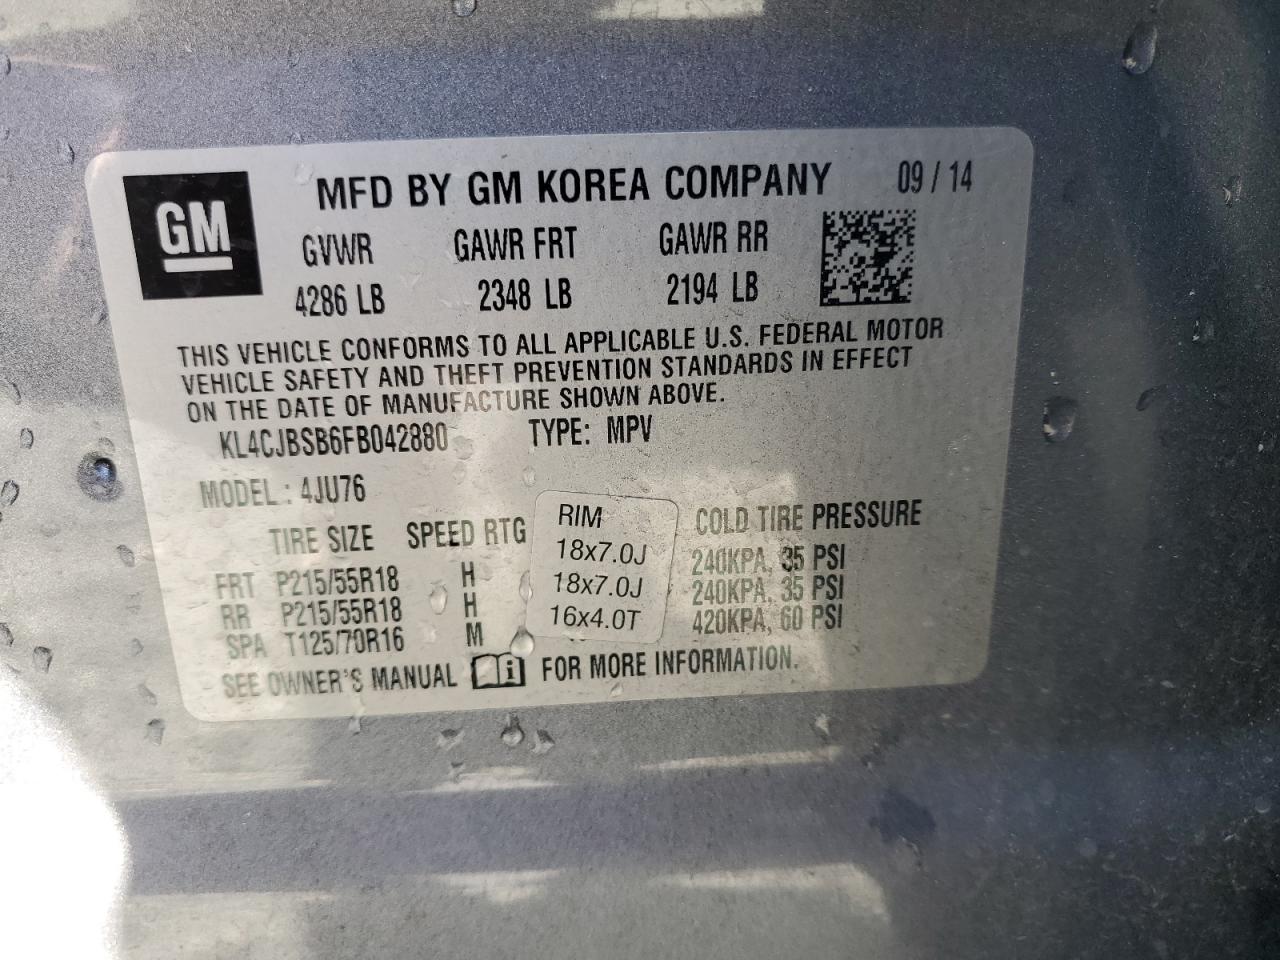 GM MFD BY GM KOREA COMPANY 09 / 14
GVWR GAWR FRT GAWR RR
4286 LB 2348 LB 2194 LB
THIS VEHICLE CONFORMS TO ALL APPLICABLE U.S. FEDERAL MOTOR
VEHICLE SAFETY AND THEFT PREVENTION STANDARDS IN EFFECT
ON THE DATE OF MANUFACTURE SHOWN ABOVE.
KL4CJBSB6FB042880 TYPE: MPV
MODEL : 4JU76
TIRE SIZE SPEED RTG RIM COLD TIRE PRESSURE
FRT P215/55R18 H 18x7.0J 240KPA, 35 PSI
RR P215/55R18 H 18x7.0J 240KPA, 35 PSI
SPA T125/70R16 M 16x4.0T 420KPA, 60 PSI
SEE OWNER'S MANUAL i FOR MORE INFORMATION.